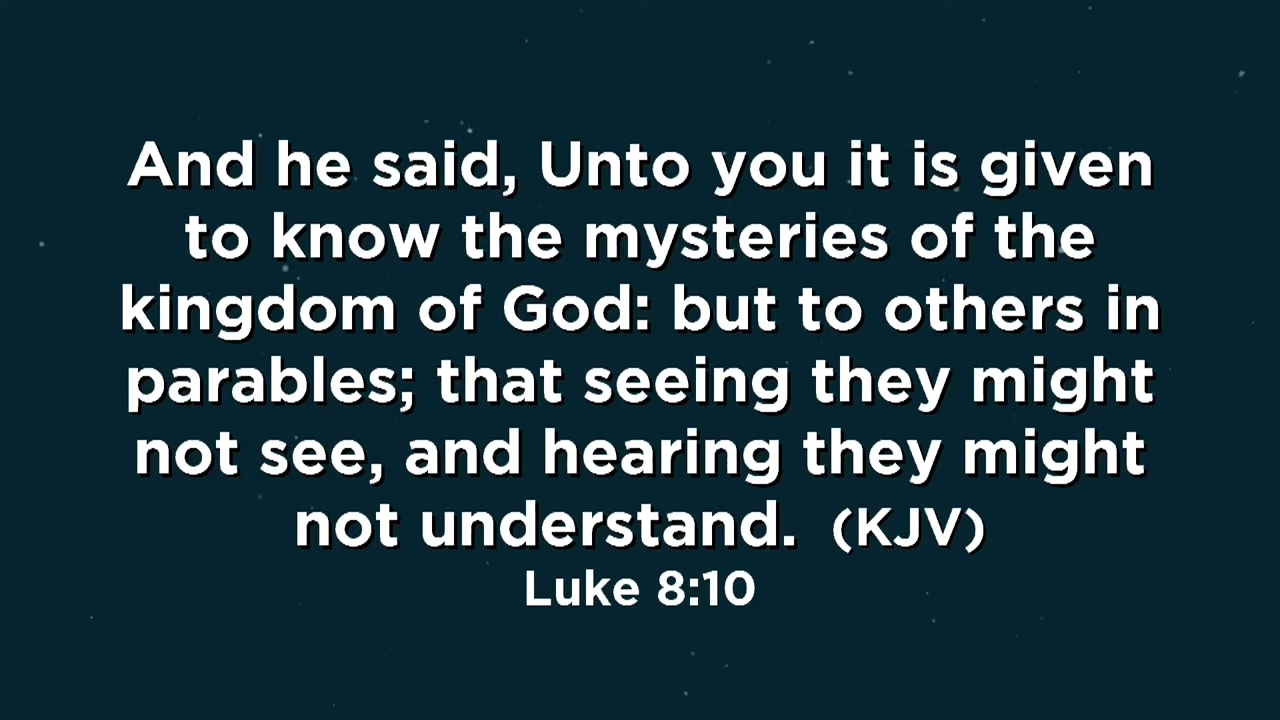 And he said, Unto you it is given
to know the mysteries of the
kingdom of God: but to others in
parables; that seeing they might
not see, and hearing they might
not understand. (KJV)
Luke 8:10